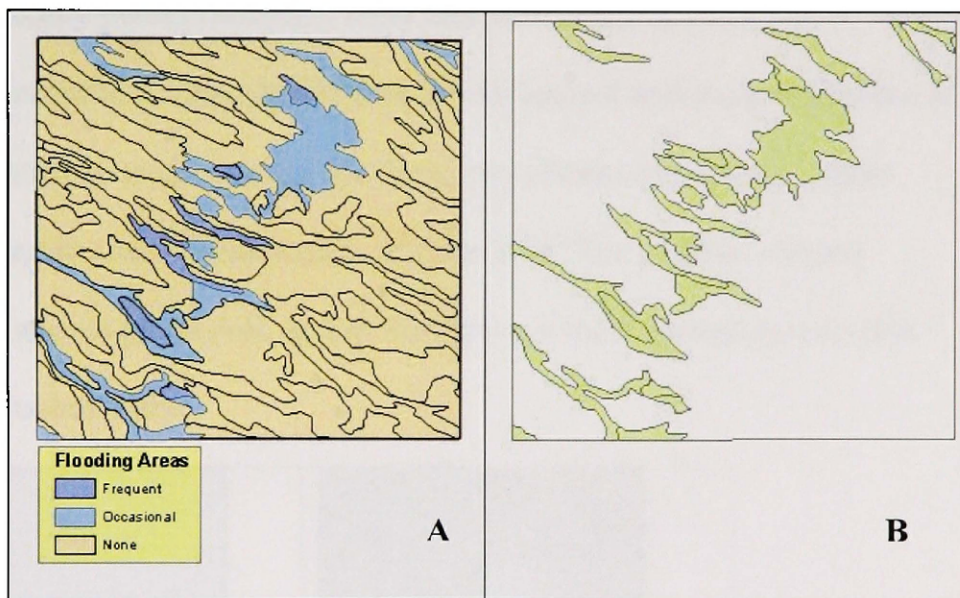 Flooding Areas
Frequent
Occasional
None
A
B